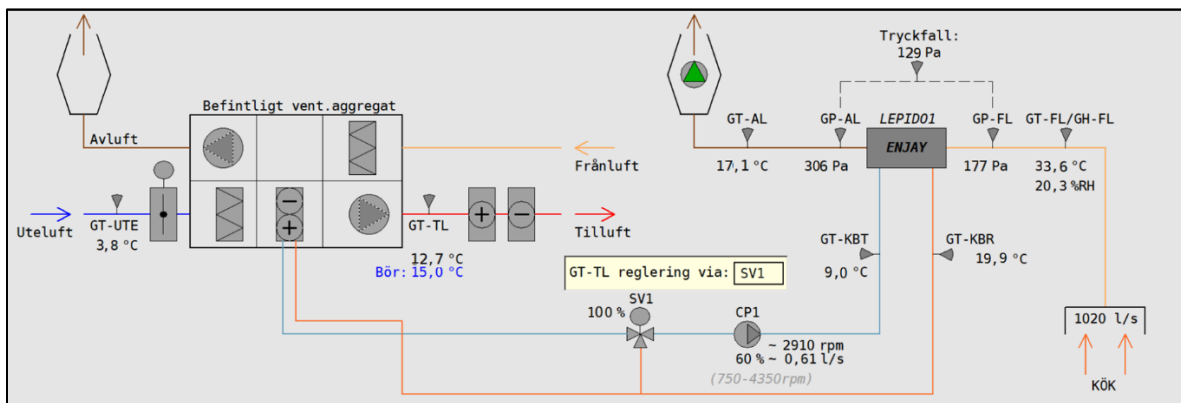 Tryckfall:
129 Pa
Befintligt vent.aggregat
Avluft
GT-AL
GP-AL
LEPIDO1
ENJAY
GP-FL
GT-FL/GH-FL
Frånluft
17,1 °C
306 Pa
177 Pa
33,6 °C
20,3 %RH
Uteluft
GT-UTE
3,8 °C
GT-TL
Tilluft
12,7 °C
Bör: 15,0 °C
GT-KBT
9,0 °C
GT-KBR
19,9 °C
GT-TL reglering via: SV1
SV1
100 %
CP1
~ 2910 rpm
60 % ~ 0,61 l/s
(750-4350rpm)
1020 l/s
KÖK